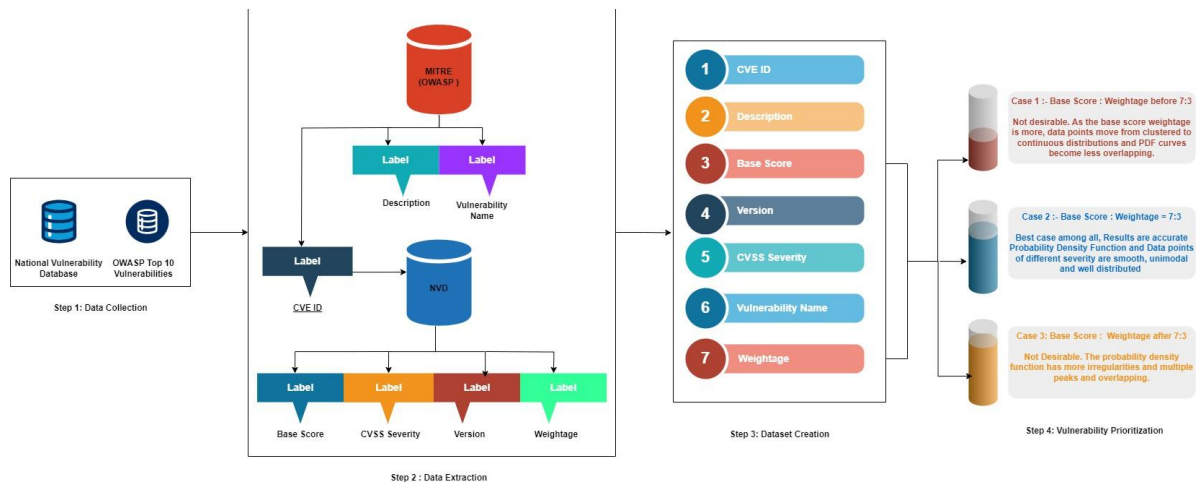 National Vulnerability
Database
OWASP Top 10
Vulnerabilities
Step 1: Data Collection
MITRE
(OWASP )
Label
Label
Description
Vulnerability
Name
Label
CVE ID
NVD
Label
Label
Label
Label
Base Score
CVSS Severity
Version
Weightage
Step 2 : Data Extraction
1
CVE ID
2
Description
3
Base Score
4
Version
5
CVSS Severity
6
Vulnerability Name
7
Weightage
Step 3: Dataset Creation
Case 1 :- Base Score : Weightage before 7:3
Not desirable. As the base score weightage
is more, data points move from clustered to
continuous distributions and PDF curves
become less overlapping.
Case 2 :- Base Score : Weightage = 7:3
Best case among all, Results are accurate
Probability Density Function and Data points
of different severity are smooth, unimodal
and well distributed
Case 3: Base Score : Weightage after 7:3
Not Desirable. The probability density
function has more irregularities and multiple
peaks and overlapping.
Step 4: Vulnerability Prioritization